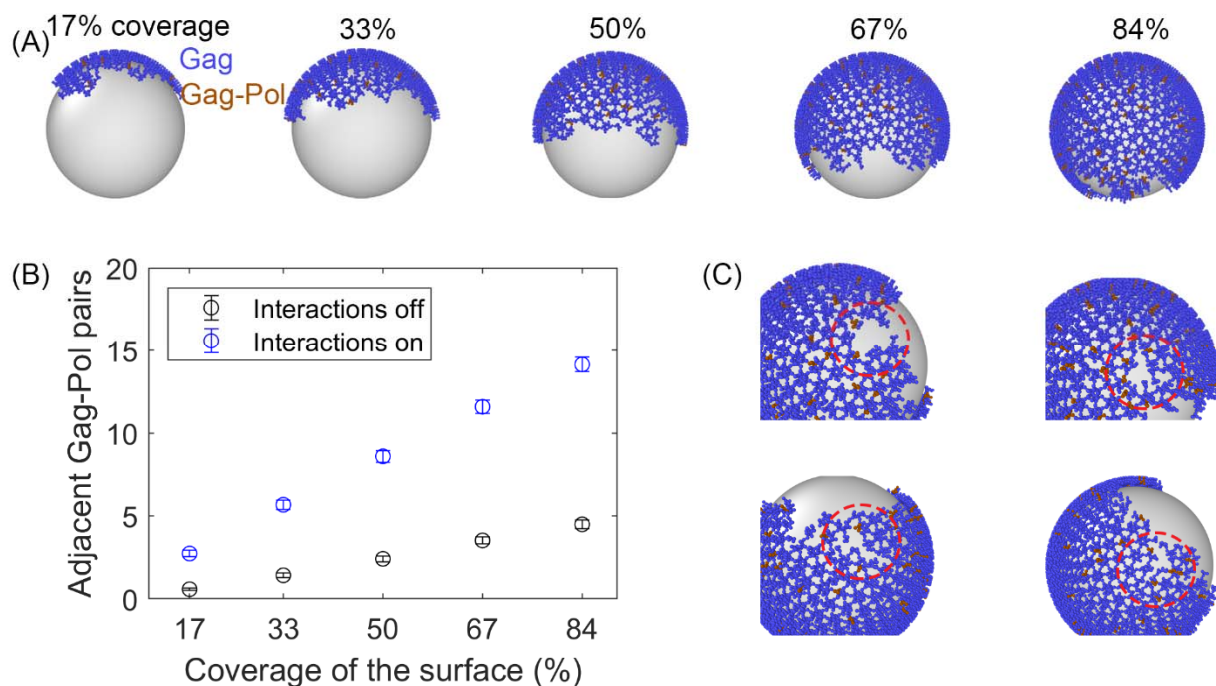 (A)
17% coverage
33%
50%
67%
84%
Gag
Gag-Pol
(B)
Adjacent Gag-Pol pairs
20
15
10
5
0
Interactions off
Interactions on
17 33 50 67 84
Coverage of the surface (%)
(C)